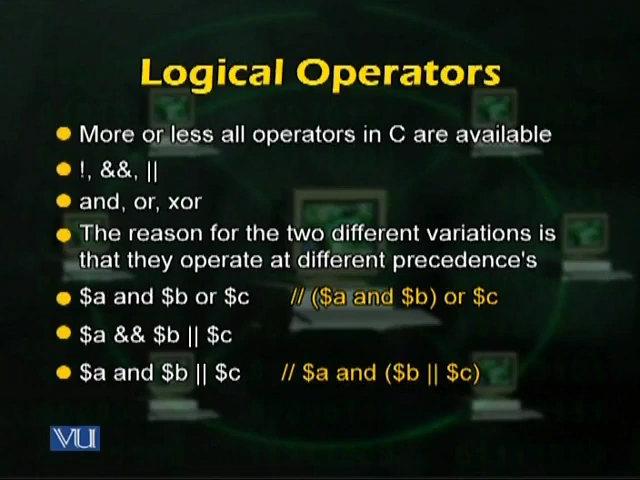 Logical Operators
More or less all operators in C are available
!, &&, ||
and, or, xor
The reason for the two different variations is
that they operate at different precedence's
$a and $b or $c // ($a and $b) or $c
$a && $b || $c
$a and $b || $c // $a and ($b || $c)
VU